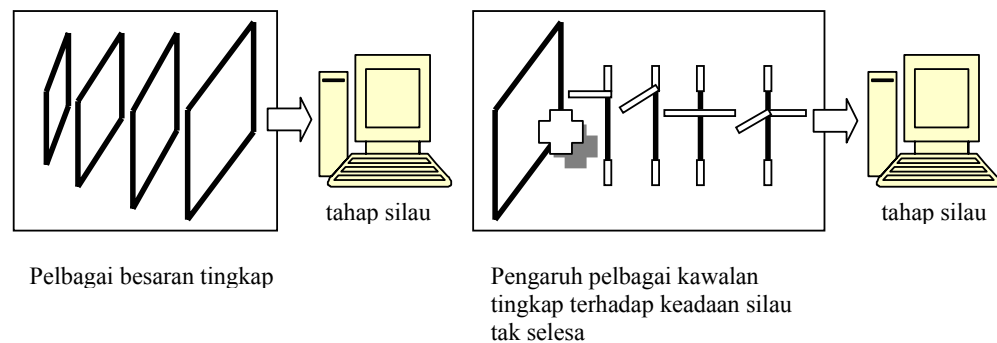 tahap silau
tahap silau
Pelbagai besaran tingkap
Pengaruh pelbagai kawalan
tingkap terhadap keadaan silau
tak selesa